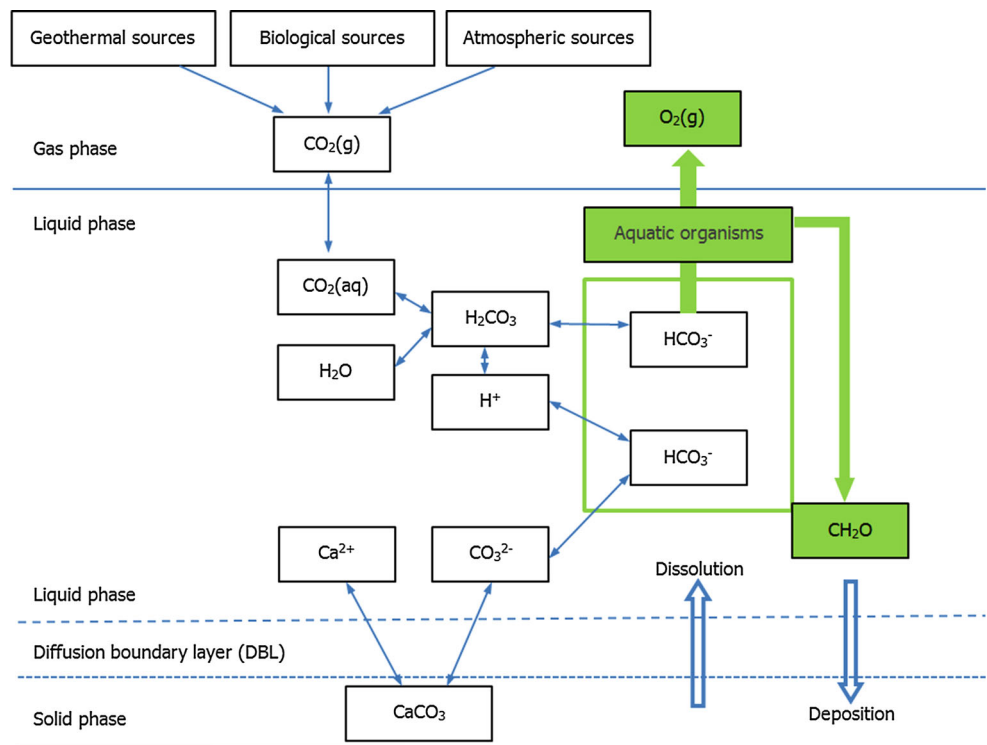 Geothermal sources
Biological sources
Atmospheric sources
CO₂(g)
O₂(g)
Gas phase
Liquid phase
Aquatic organisms
CO₂(aq)
H₂CO₃
HCO₃⁻
H₂O
H⁺
HCO₃⁻
CH₂O
Ca²⁺
CO₃²⁻
Dissolution
Liquid phase
Diffusion boundary layer (DBL)
CaCO₃
Solid phase
Deposition